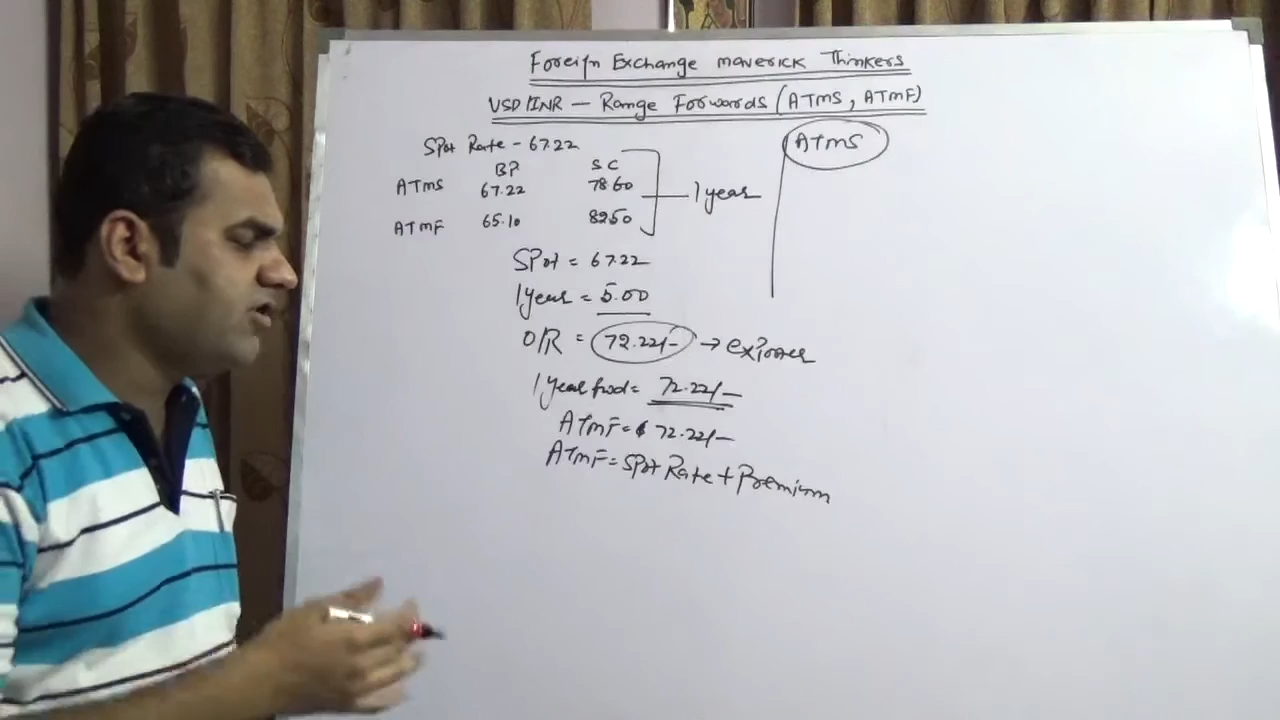 Foreign Exchange maverick Thinkers
USD/INR - Range Forwards (ATMS, ATMF)
Spot Rate - 67.22
BP SC
ATMS 67.22 78.60
ATMF 65.10 82.50
1 year
Spot = 67.22
1 year = 5.00
O/R = 72.22/- →
1 year fwd = 72.22/-
ATMF = 72.22/-
ATMF = Spot Rate + Premium
ATMS